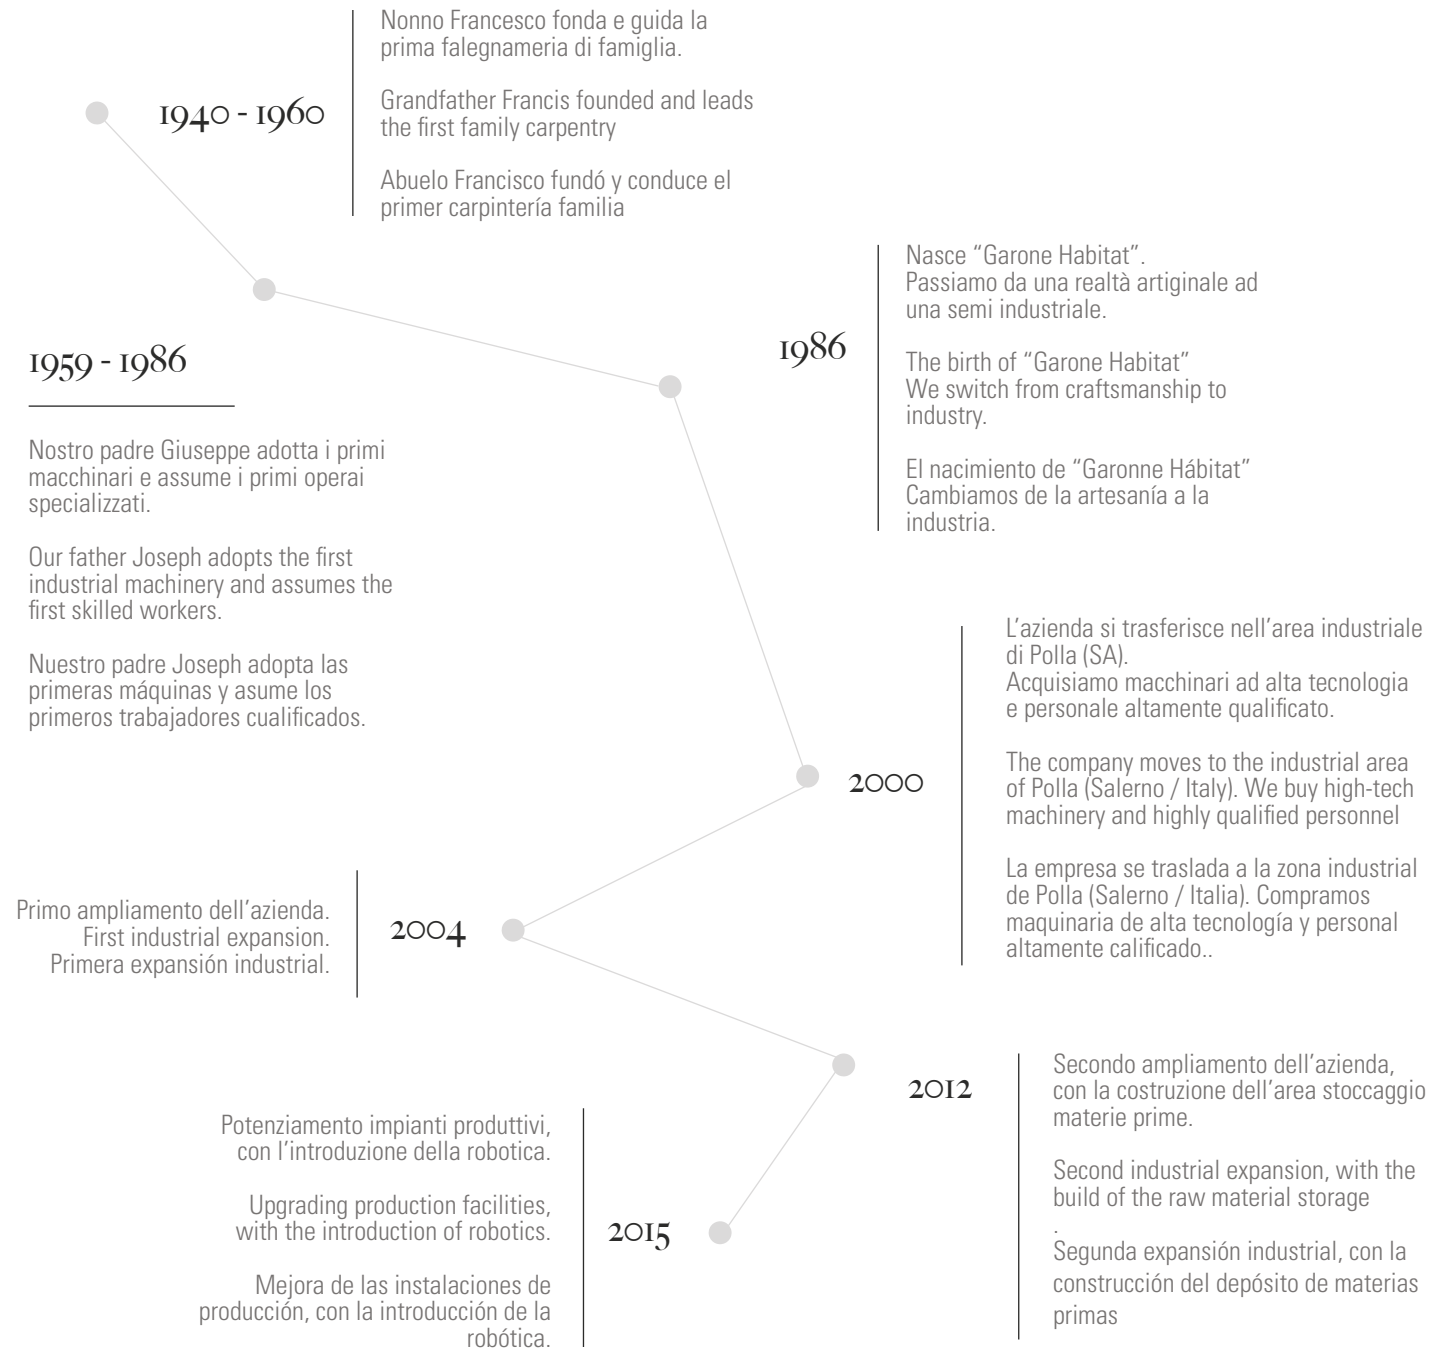 1940 - 1960
Nonno Francesco fonda e guida la
prima falegnameria di famiglia.
Grandfather Francis founded and leads
the first family carpentry
Abuelo Francisco fundó y conduce el
primer carpintería familia
1959 - 1986
Nostro padre Giuseppe adotta i primi
macchinari e assume i primi operai
specializzati.
Our father Joseph adopts the first
industrial machinery and assumes the
first skilled workers.
Nuestro padre Joseph adopta las
primeras máquinas y asume los
primeros trabajadores cualificados.
1986
Nasce “Garone Habitat”.
Passiamo da una realtà artiginale ad
una semi industriale.
The birth of “Garone Habitat”
We switch from craftsmanship to
industry.
El nacimiento de “Garonne Hábitat”
Cambiamos de la artesanía a la
industria.
2000
L’azienda si trasferisce nell’area industriale
di Polla (SA).
Acquisiamo macchinari ad alta tecnologia
e personale altamente qualificato.
The company moves to the industrial area
of Polla (Salerno / Italy). We buy high-tech
machinery and highly qualified personnel
La empresa se traslada a la zona industrial
de Polla (Salerno / Italia). Compramos
maquinaria de alta tecnología y personal
altamente calificado..
2004
Primo ampliamento dell’azienda.
First industrial expansion.
Primera expansión industrial.
2012
Secondo ampliamento dell’azienda,
con la costruzione dell’area stoccaggio
materie prime.
Second industrial expansion, with the
build of the raw material storage
.
Segunda expansión industrial, con la
construcción del depósito de materias
primas
2015
Potenziamento impianti produttivi,
con l’introduzione della robotica.
Upgrading production facilities,
with the introduction of robotics.
Mejora de las instalaciones de
producción, con la introducción de la
robótica.